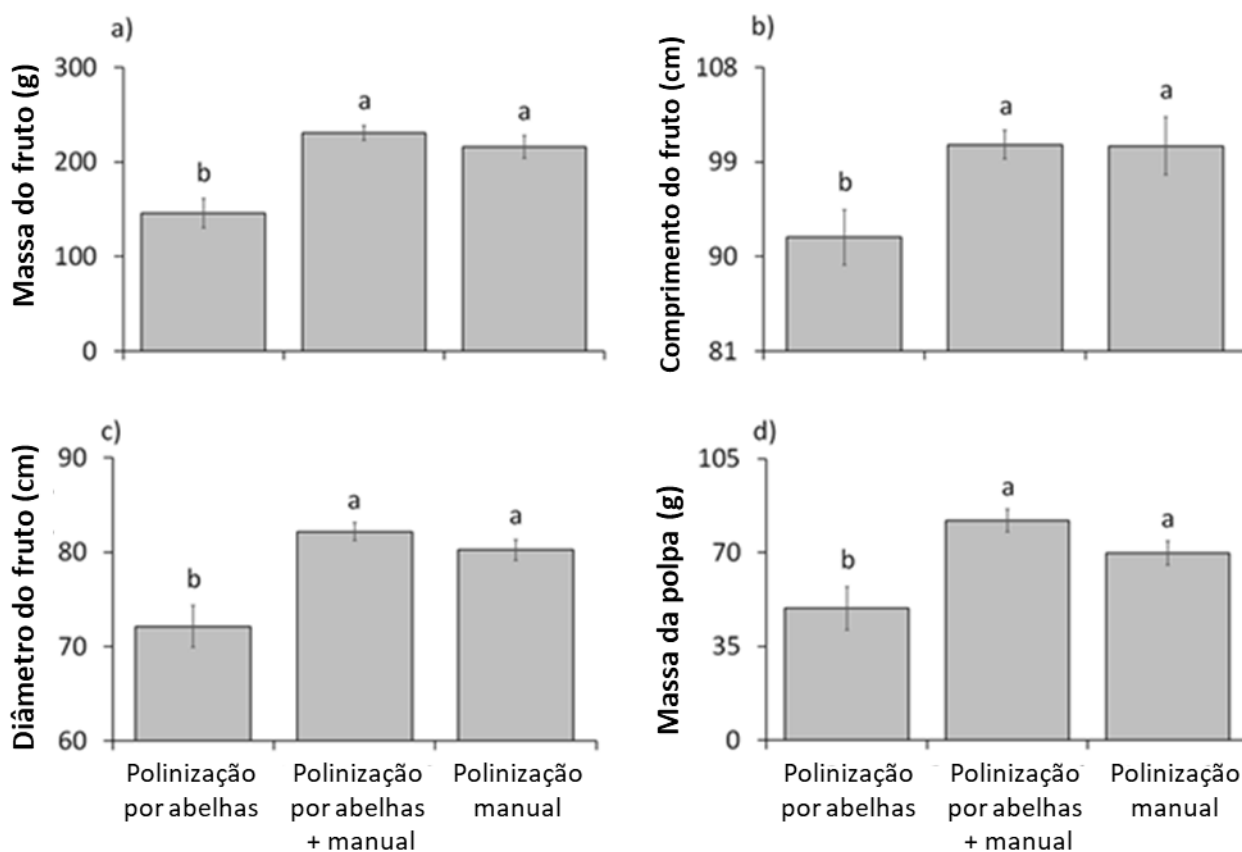 a)
Massa do fruto (g)
300
200
100
0
b
a
a
b)
Comprimento do fruto (cm)
108
99
90
81
b
a
a
c)
Diâmetro do fruto (cm)
90
80
70
60
b
a
a
Polinização
por abelhas
Polinização
por abelhas
+ manual
Polinização
manual
d)
Massa da polpa (g)
105
70
35
0
b
a
a
Polinização
por abelhas
Polinização
por abelhas
+ manual
Polinização
manual